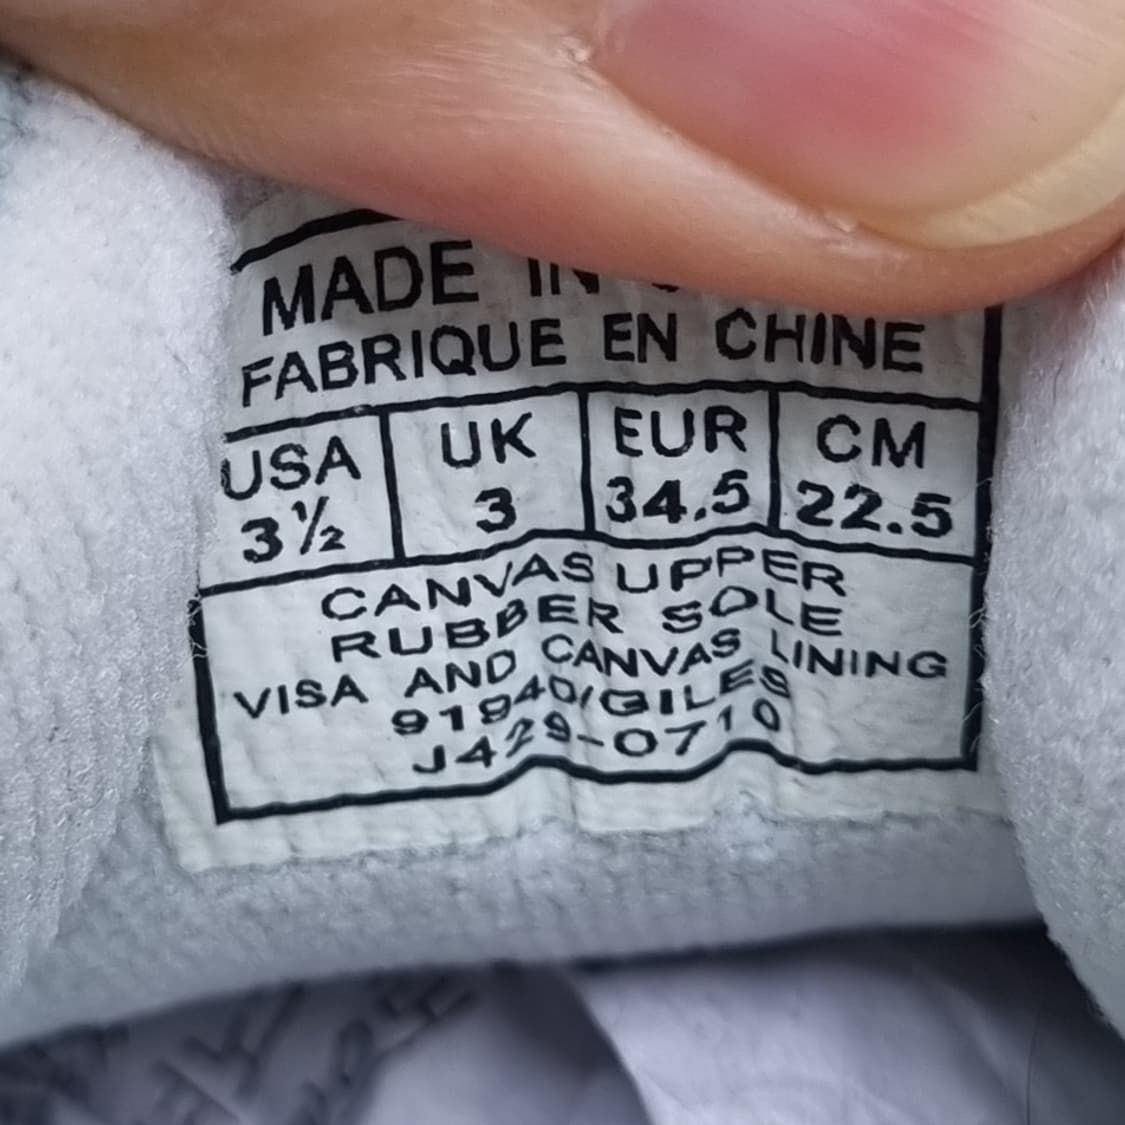 MADE IN
FABRIQUE EN CHINE
USA UK EUR CM
3½ 3 34.5 22.5
CANVAS UPPER
RUBBER SOLE
VISA AND CANVAS LINING
91940/GILES
J429-0710